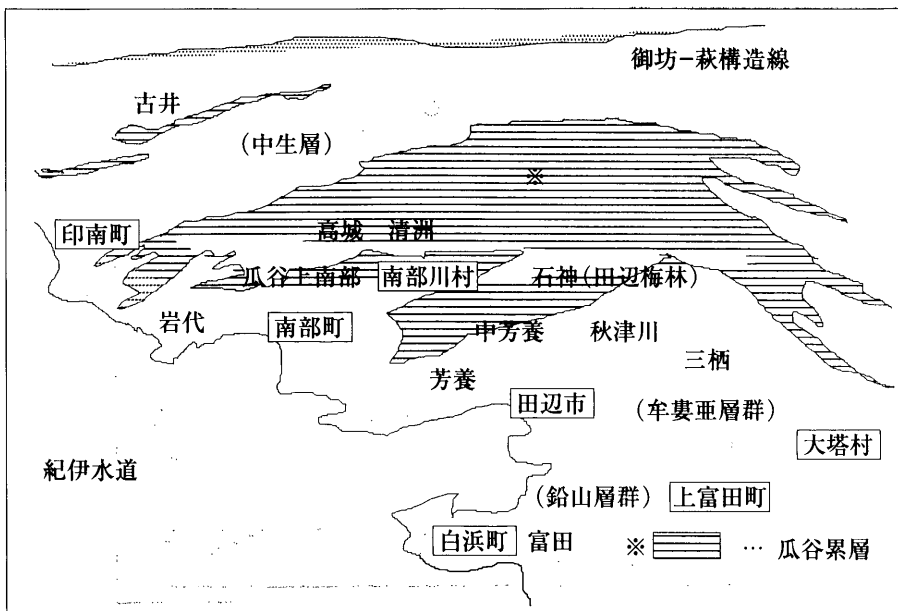 御坊−萩構造線
古井
(中生層)
※
印南町
高城 清洲
瓜谷上南部 南部川村 石神(田辺梅林)
岩代 南部町 中芳養 秋津川
三栖
芳養
田辺市 (牟婁亜層群)
大塔村
紀伊水道
(鉛山層群) 上富田町
白浜町 富田 ※ … 瓜谷累層